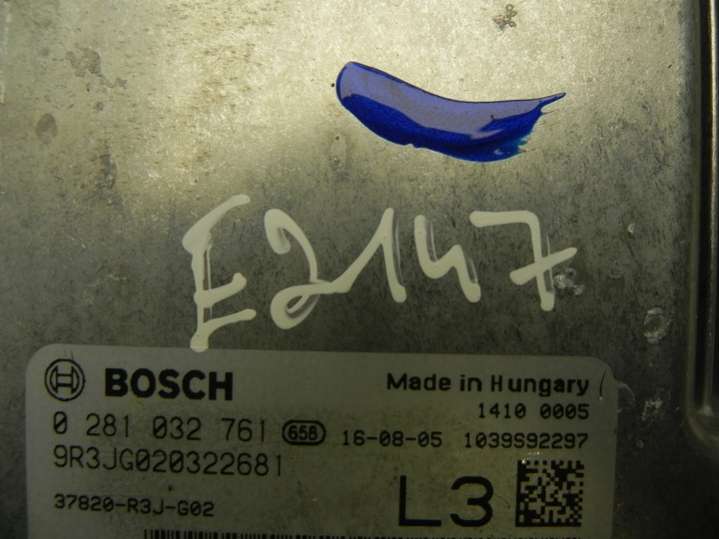 E2147
BOSCH Made in Hungary
1410 0005
0 281 032 761 658 16-08-05 1039S92297
9R3JG020322681
37820-R3J-G02 L3